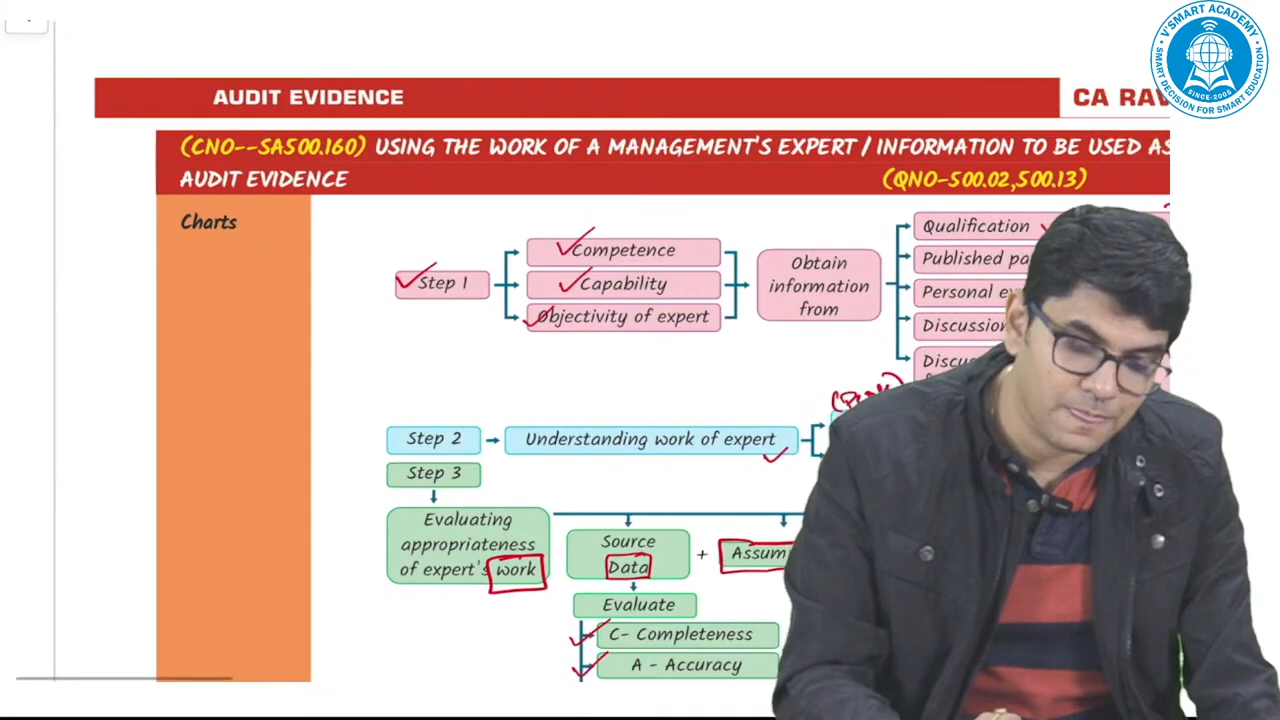 V'SMART ACADEMY
SMART DECISION FOR SMART EDUCATION
SINCE-2005
AUDIT EVIDENCE
CA
(CNO--SA500.160) USING THE WORK OF A MANAGEMENT'S EXPERT / INFORMATION TO BE USED AS
AUDIT EVIDENCE
(QNO-500.02,500.13)
Charts
Step 1
Competence
Capability
Objectivity of expert
Obtain
information
from
Qualification
Published
Personal
Discussion
Step 2
Understanding work of expert
Step 3
Evaluating
appropriateness
of expert's work
Source
Data
+
Evaluate
C- Completeness
A - Accuracy